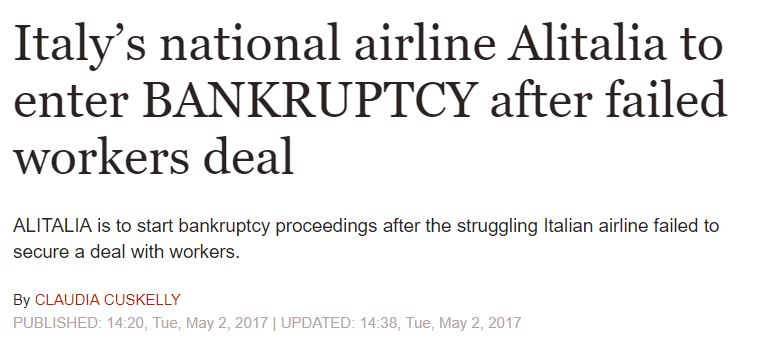 Italy’s national airline Alitalia to
enter BANKRUPTCY after failed
workers deal
ALITALIA is to start bankruptcy proceedings after the struggling Italian airline failed to
secure a deal with workers.
By CLAUDIA CUSKELLY
PUBLISHED: 14:20, Tue, May 2, 2017 | UPDATED: 14:38, Tue, May 2, 2017